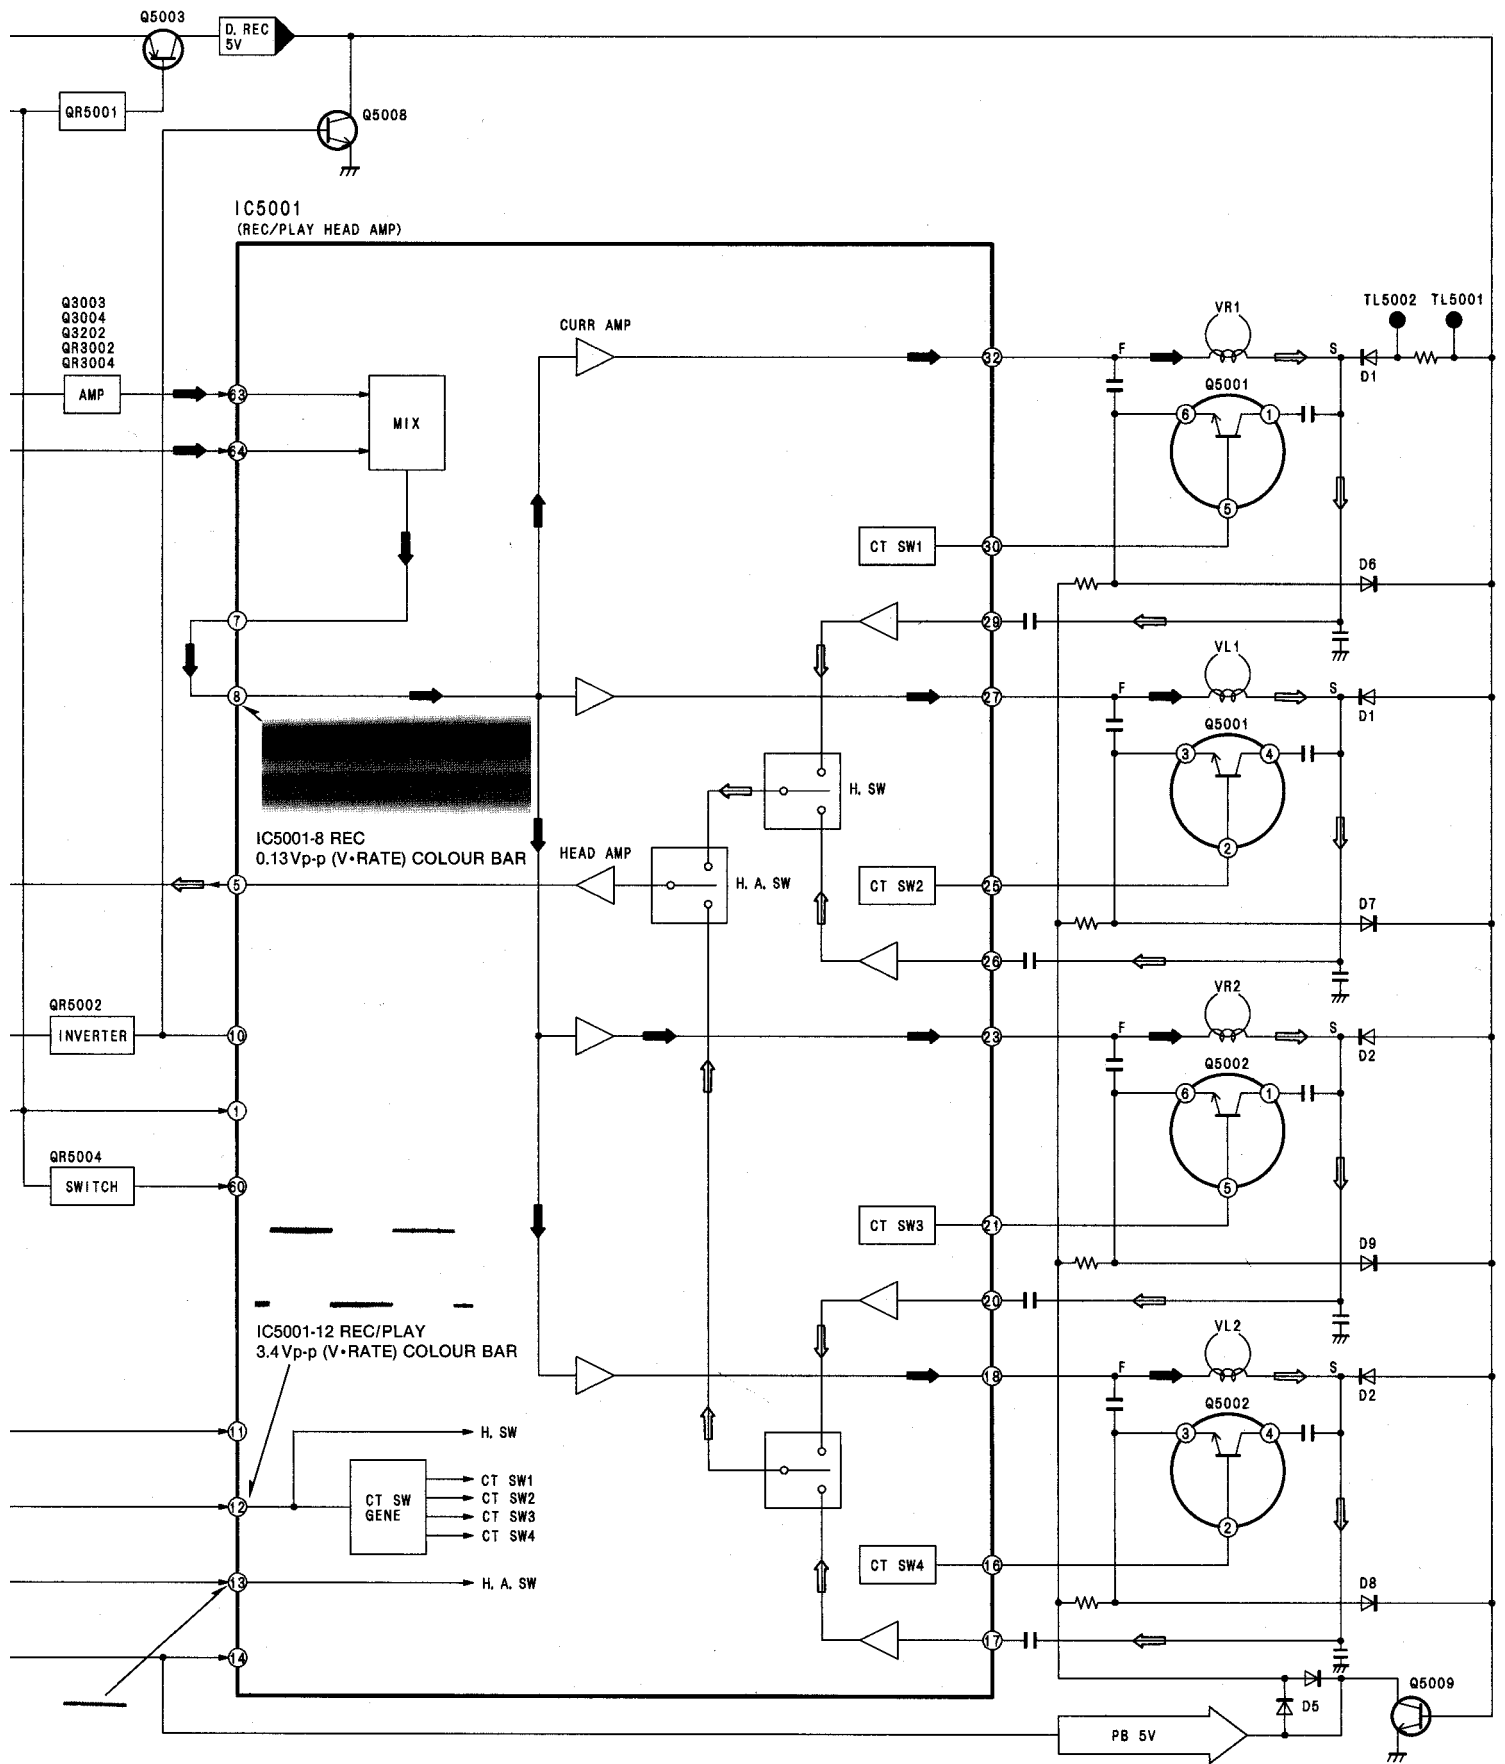 Q5003
D. REC
5V
QR5001
Q5008
IC5001
(REC/PLAY HEAD AMP)
Q3003
Q3004
Q3202
QR3002
QR3004
AMP
63
64
MIX
CURR AMP
32
F
VR1
S
D1
TL5002
TL5001
Q5001
6
1
5
CT SW1
30
D6
7
29
8
27
F
VL1
S
D1
Q5001
3
4
2
H. SW
IC5001-8 REC
0.13Vp-p (V•RATE) COLOUR BAR
HEAD AMP
5
H. A. SW
CT SW2
25
D7
26
QR5002
INVERTER
10
23
F
VR2
S
D2
Q5002
6
1
5
1
QR5004
SWITCH
60
CT SW3
21
D9
20
IC5001-12 REC/PLAY
3.4Vp-p (V•RATE) COLOUR BAR
18
F
VL2
S
D2
Q5002
3
4
2
11
H. SW
12
CT SW
GENE
CT SW1
CT SW2
CT SW3
CT SW4
13
H. A. SW
CT SW4
16
D8
14
17
D5
Q5009
PB 5V